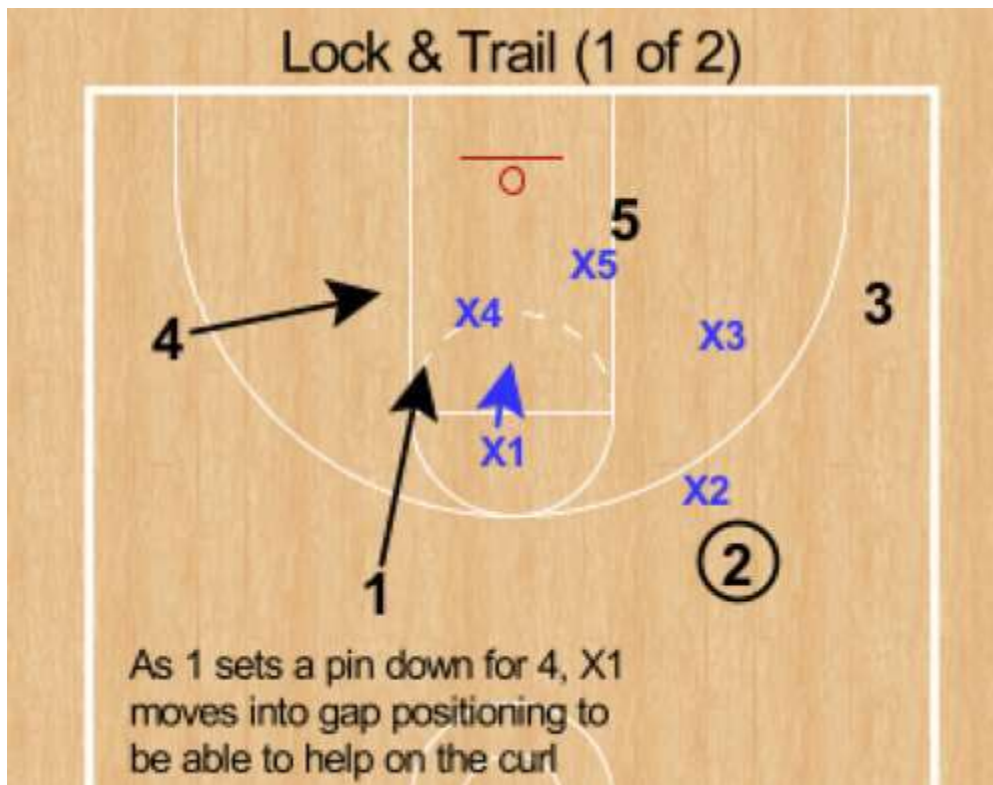 Lock & Trail (1 of 2)
5
X5
3
X4
X3
4
X1
X2
2
1
As 1 sets a pin down for 4, X1
moves into gap positioning to
be able to help on the curl